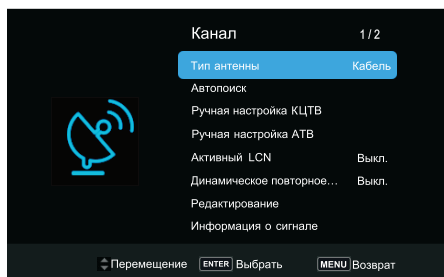 Канал 1/2
Тип антенны Кабель
Автопоиск
Ручная настройка КЦТВ
Ручная настройка АТВ
Активный LCN Выкл.
Динамическое повторное... Выкл.
Редактирование
Информация о сигнале
Перемещение ENTER Выбрать MENU Возврат